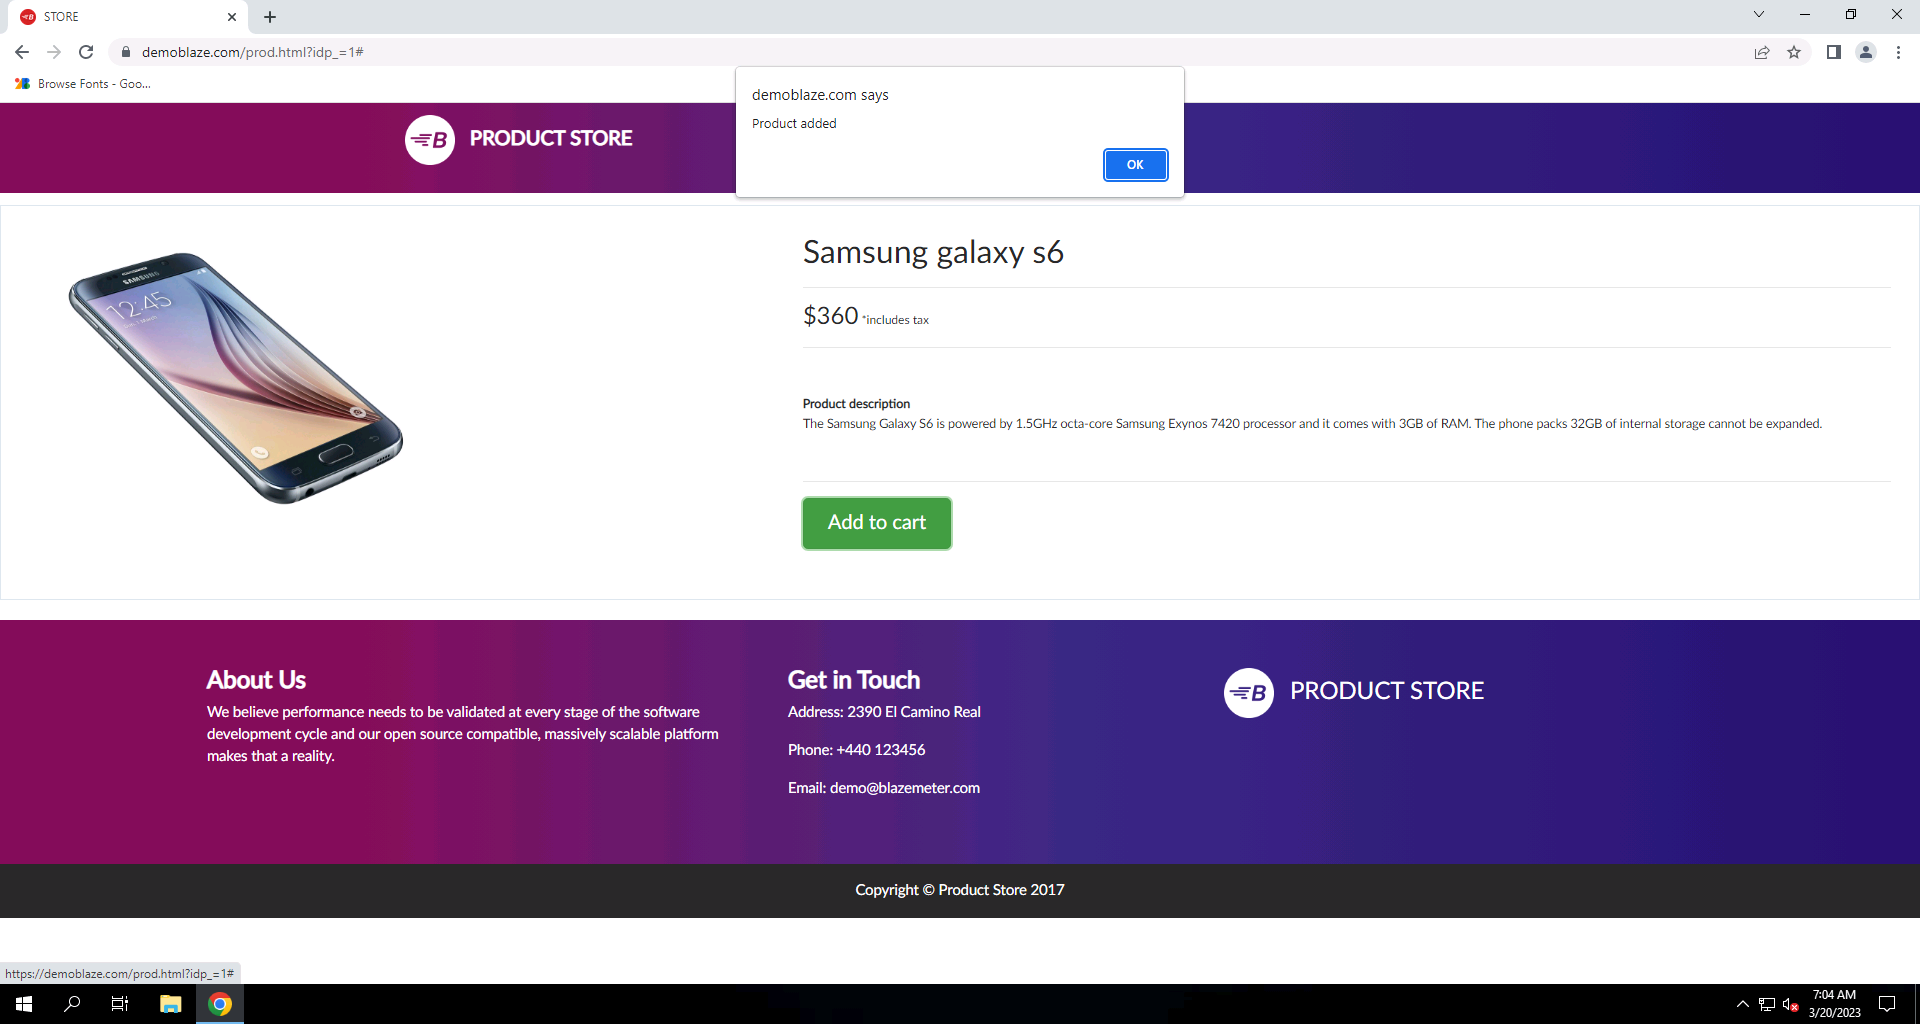 STORE
demoblaze.com/prod.html?idp_=1#
Browse Fonts - Goo...
demoblaze.com says
Product added
OK
B PRODUCT STORE
SAMSUNG
12:45
Samsung galaxy s6
$360 *includes tax
Product description
The Samsung Galaxy S6 is powered by 1.5GHz octa-core Samsung Exynos 7420 processor and it comes with 3GB of RAM. The phone packs 32GB of internal storage cannot be expanded.
Add to cart
About Us
We believe performance needs to be validated at every stage of the software
development cycle and our open source compatible, massively scalable platform
makes that a reality.
Get in Touch
Address: 2390 El Camino Real
Phone: +440 123456
Email: demo@blazemeter.com
B PRODUCT STORE
Copyright © Product Store 2017
https://demoblaze.com/prod.html?idp_=1#
7:04 AM
3/20/2023